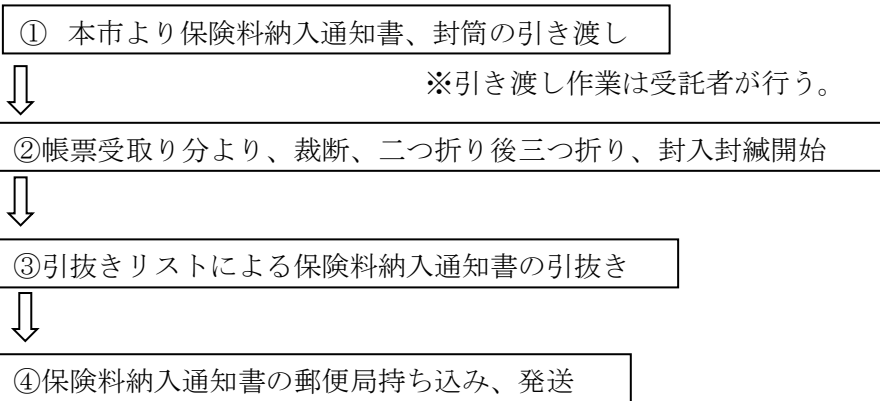 ① 本市より保険料納入通知書、封筒の引き渡し
※引き渡し作業は受託者が行う。
②帳票受取り分より、裁断、二つ折り後三つ折り、封入封緘開始
③引抜きリストによる保険料納入通知書の引抜き
④保険料納入通知書の郵便局持ち込み、発送